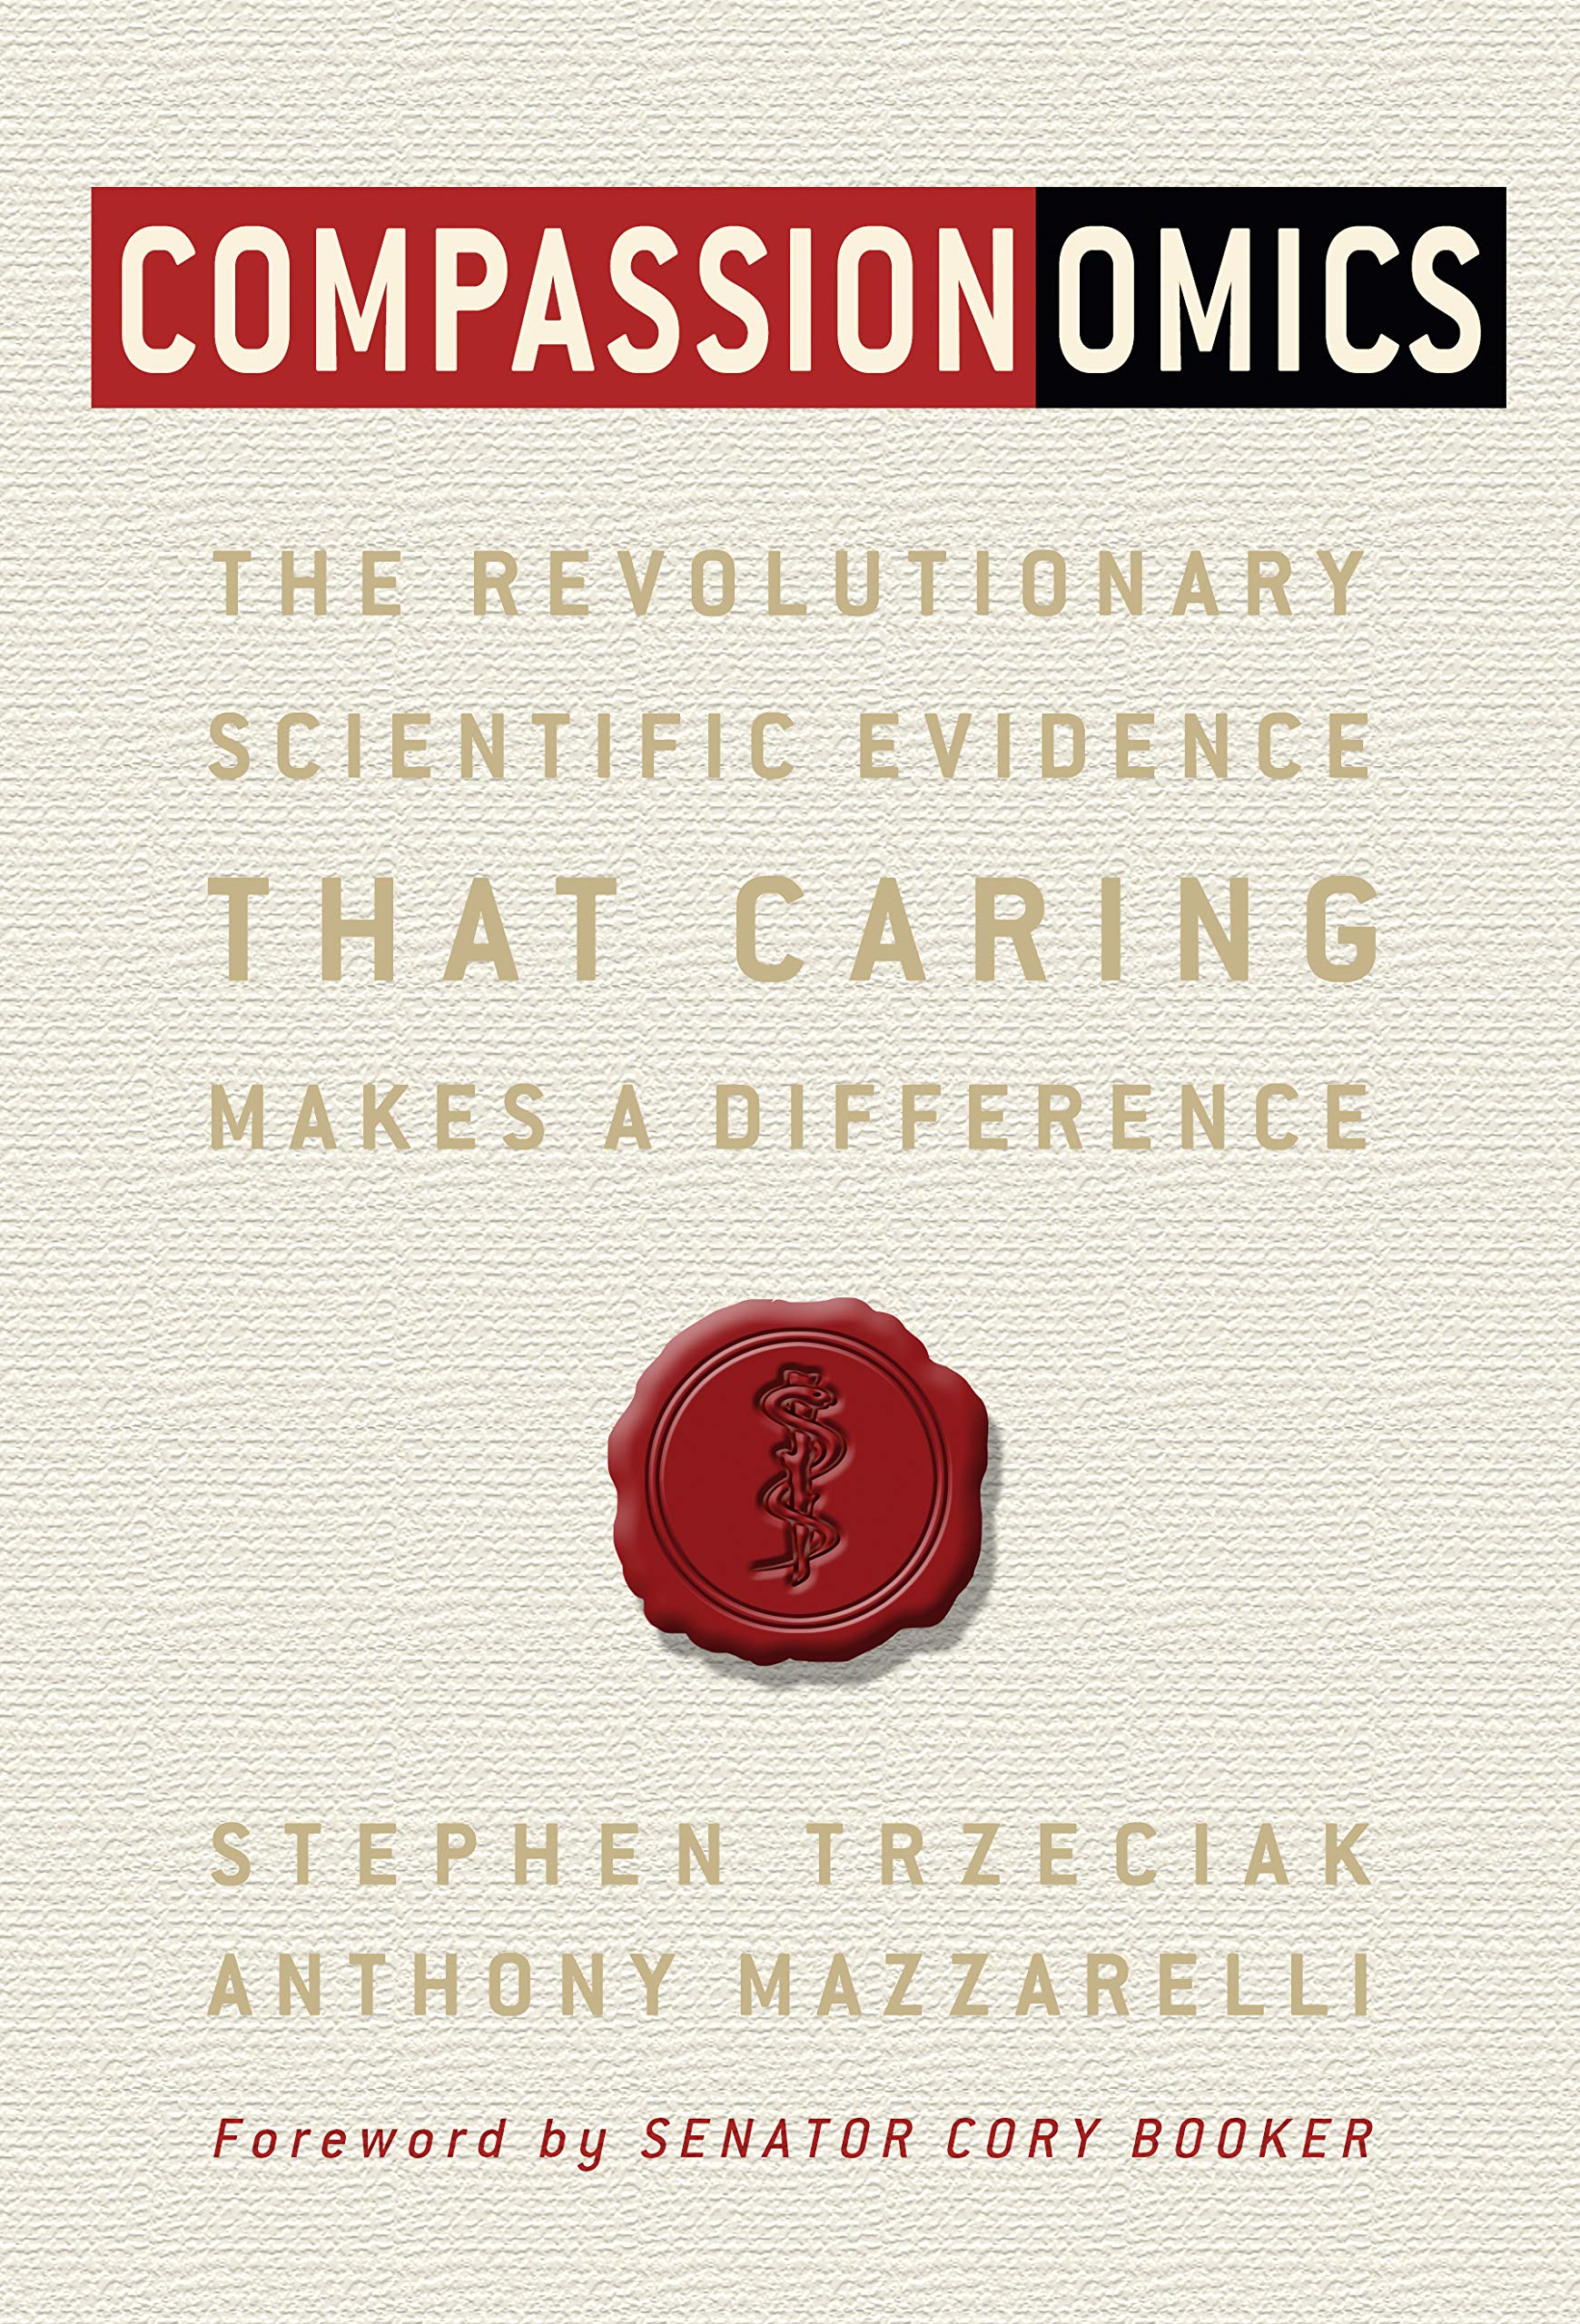 COMPASSIONOMICS
THE REVOLUTIONARY
SCIENTIFIC EVIDENCE
THAT CARING
MAKES A DIFFERENCE
STEPHEN TRZECIAK
ANTHONY MAZZARELLI
Foreword by SENATOR CORY BOOKER